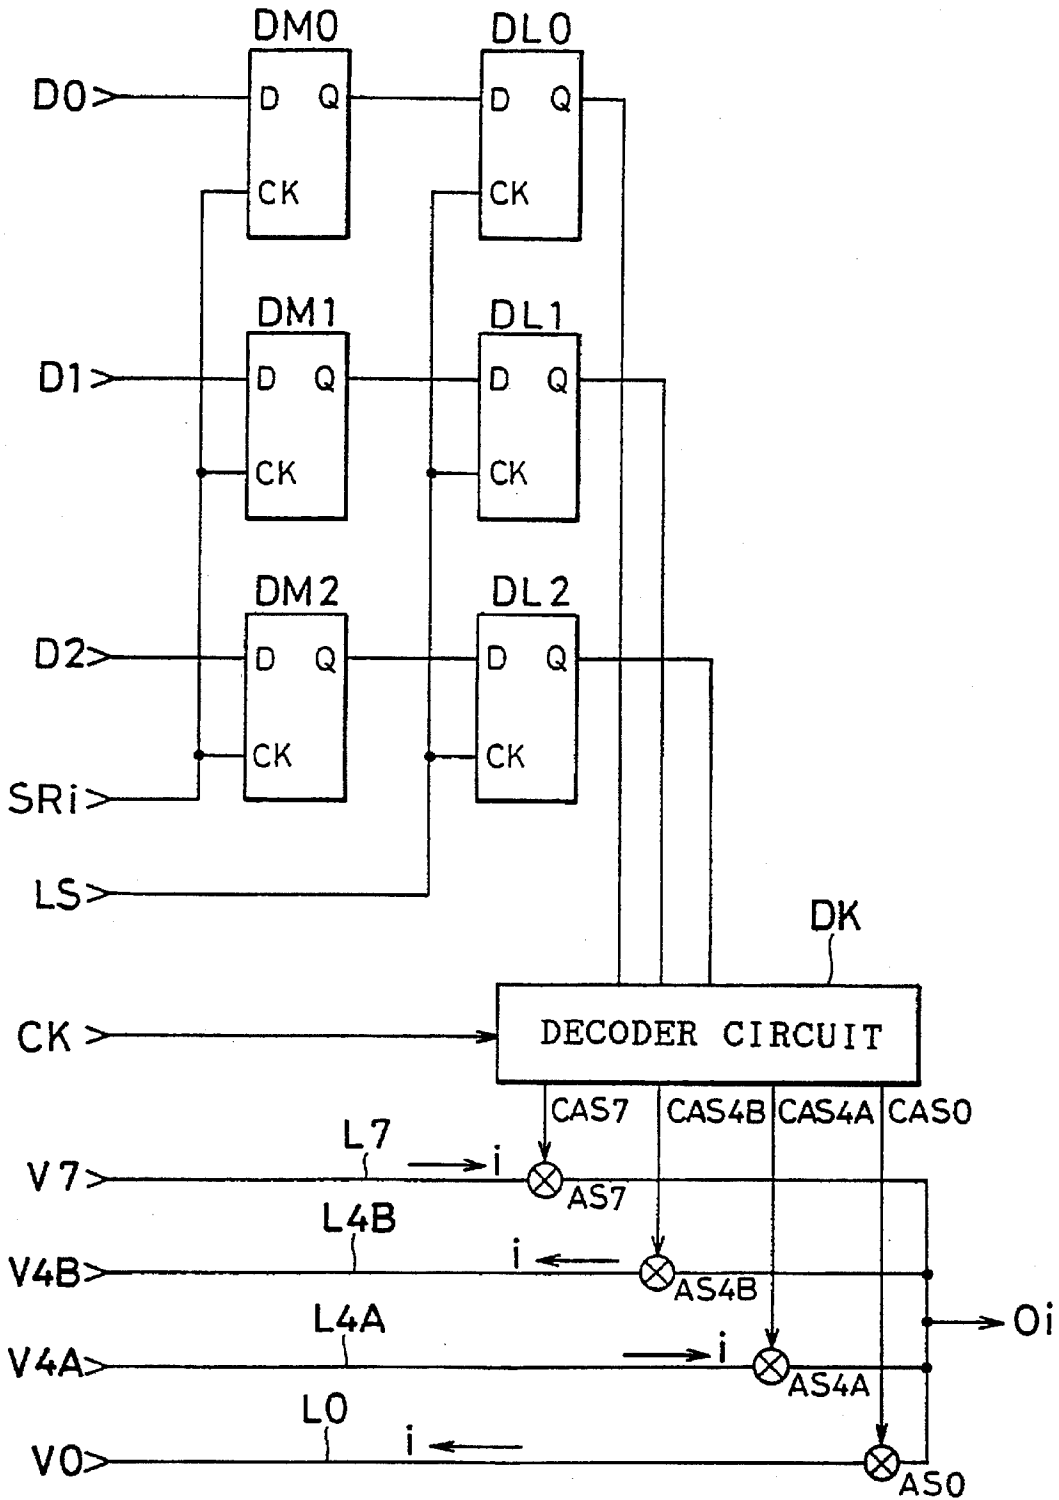 DM0 DL0
D0 D Q D Q
CK CK
DM1 DL1
D1 D Q D Q
CK CK
DM2 DL2
D2 D Q D Q
CK CK
SRi
LS
DK
CK DECODER CIRCUIT
CAS7 CAS4B CAS4A CAS0
L7 i
V7 AS7
L4B i
V4B AS4B
L4A i
V4A AS4A
Oi
L0 i
V0 AS0